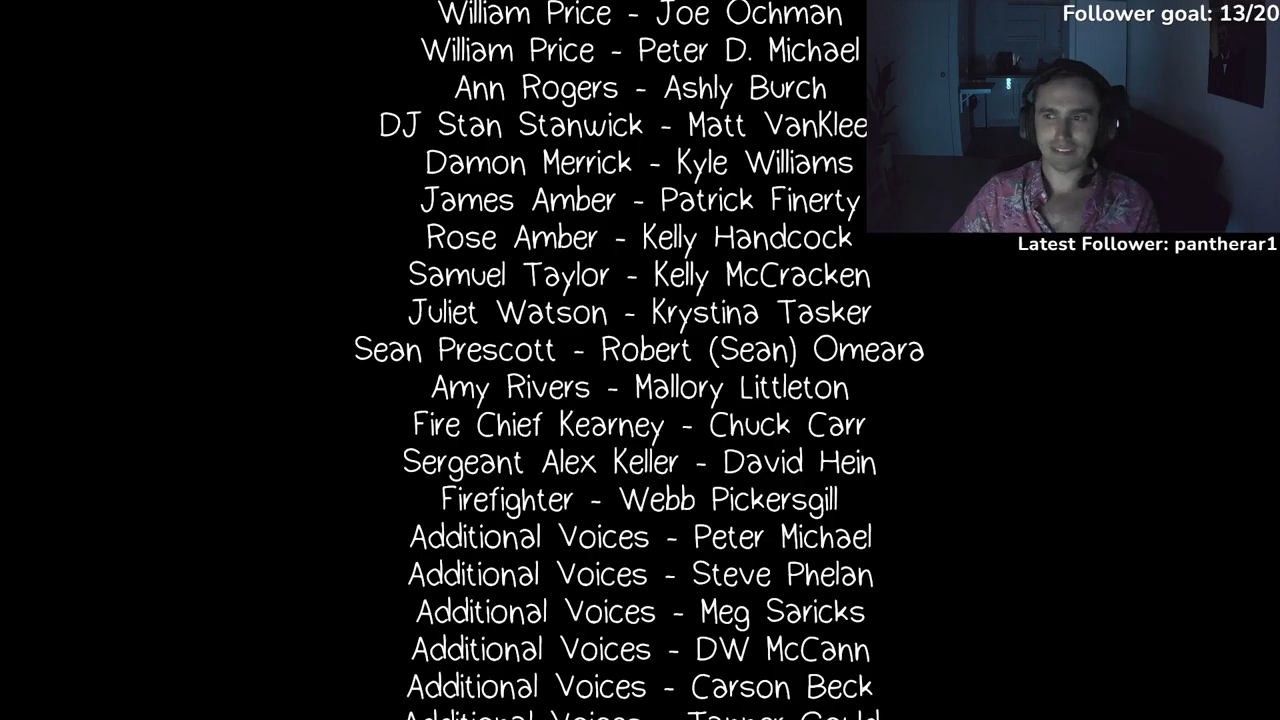 William Price - Joe Ochman
Follower goal: 13/20
William Price - Peter D. Michael
Ann Rogers - Ashly Burch
DJ Stan Stanwick - Matt VanKlee
Damon Merrick - Kyle Williams
James Amber - Patrick Finerty
Rose Amber - Kelly Handcock
Latest Follower: pantherar1
Samuel Taylor - Kelly McCracken
Juliet Watson - Krystina Tasker
Sean Prescott - Robert (Sean) Omeara
Amy Rivers - Mallory Littleton
Fire Chief Kearney - Chuck Carr
Sergeant Alex Keller - David Hein
Firefighter - Webb Pickersgill
Additional Voices - Peter Michael
Additional Voices - Steve Phelan
Additional Voices - Meg Saricks
Additional Voices - DW McCann
Additional Voices - Carson Beck
Additional Voices - Tanner Gould